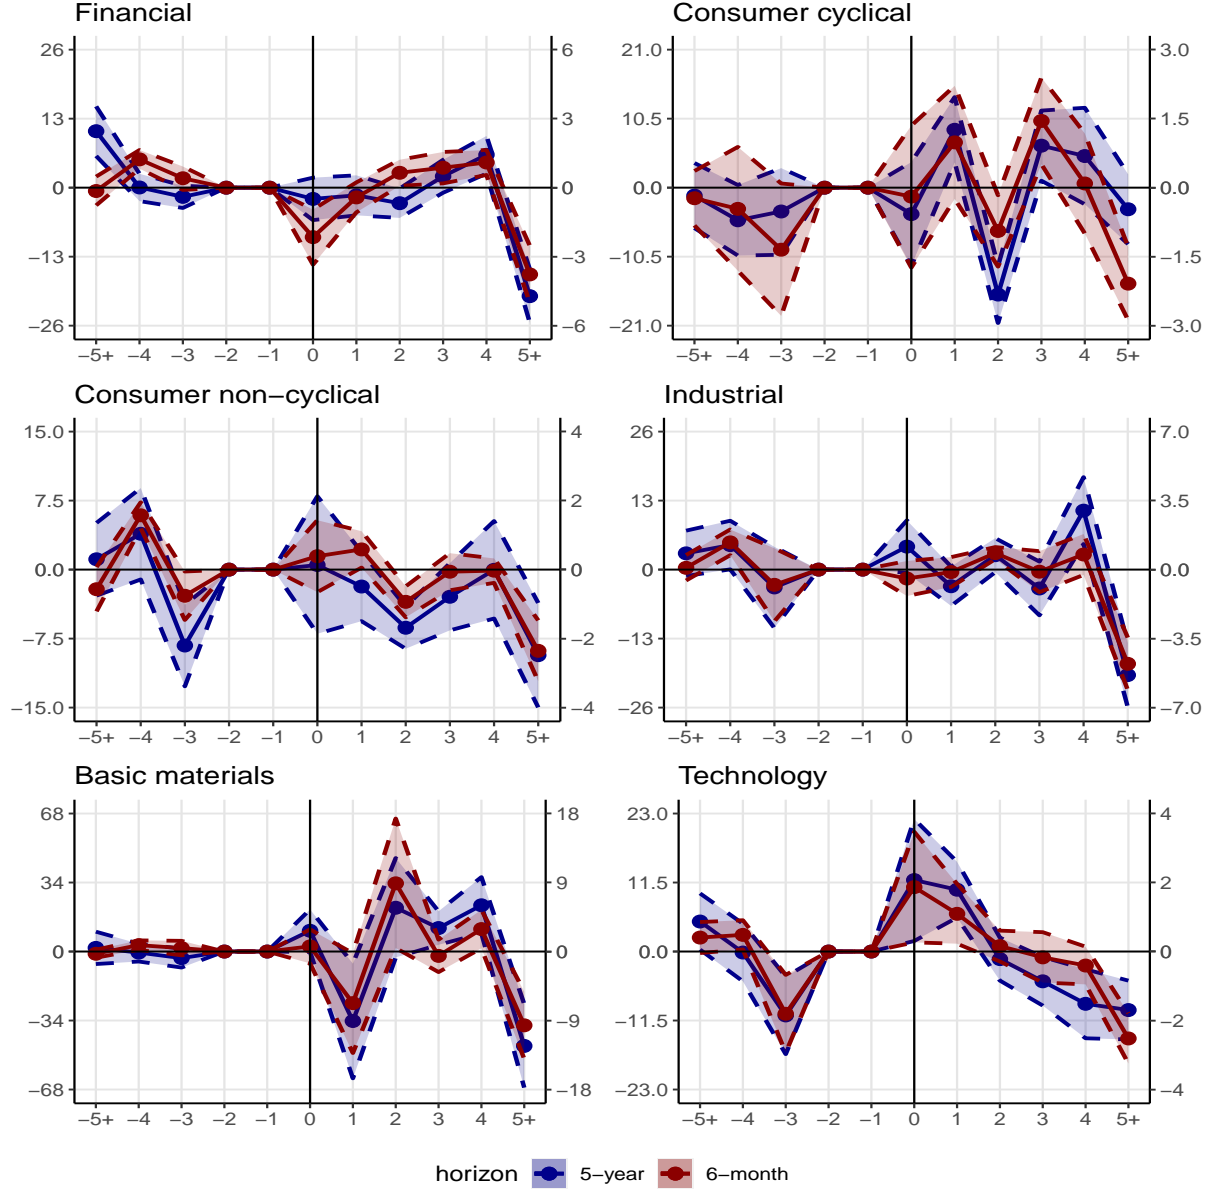 Financial Consumer cyclical
26 6 21.0 3.0
13 3 10.5 1.5
0 0 0.0 0.0
−13 −3 −10.5 −1.5
−26 −6 −21.0 −3.0
−5+ −4 −3 −2 −1 0 1 2 3 4 5+ −5+ −4 −3 −2 −1 0 1 2 3 4 5+
Consumer non−cyclical Industrial
15.0 4 26 7.0
7.5 2 13 3.5
0.0 0 0 0.0
−7.5 −2 −13 −3.5
−15.0 −4 −26 −7.0
−5+ −4 −3 −2 −1 0 1 2 3 4 5+ −5+ −4 −3 −2 −1 0 1 2 3 4 5+
Basic materials Technology
68 18 23.0 4
34 9 11.5 2
0 0 0.0 0
−34 −9 −11.5 −2
−68 −18 −23.0 −4
−5+ −4 −3 −2 −1 0 1 2 3 4 5+ −5+ −4 −3 −2 −1 0 1 2 3 4 5+
horizon 5−year 6−month